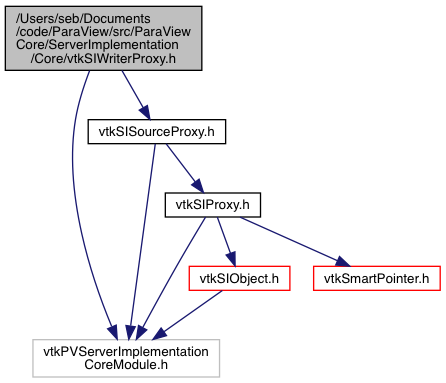 /Users/seb/Documents
/code/ParaView/src/ParaView
Core/ServerImplementation
/Core/vtkSIWriterProxy.h
vtkSISourceProxy.h
vtkSIProxy.h
vtkSIObject.h
vtkSmartPointer.h
vtkPVServerImplementation
CoreModule.h